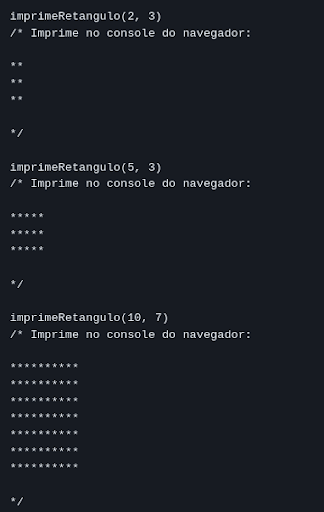 imprimeRetangulo(2, 3)
/* Imprime no console do navegador:
**
**
**
*/
imprimeRetangulo(5, 3)
/* Imprime no console do navegador:
*****
*****
*****
*/
imprimeRetangulo(10, 7)
/* Imprime no console do navegador:
**********
**********
**********
**********
**********
**********
**********
*/